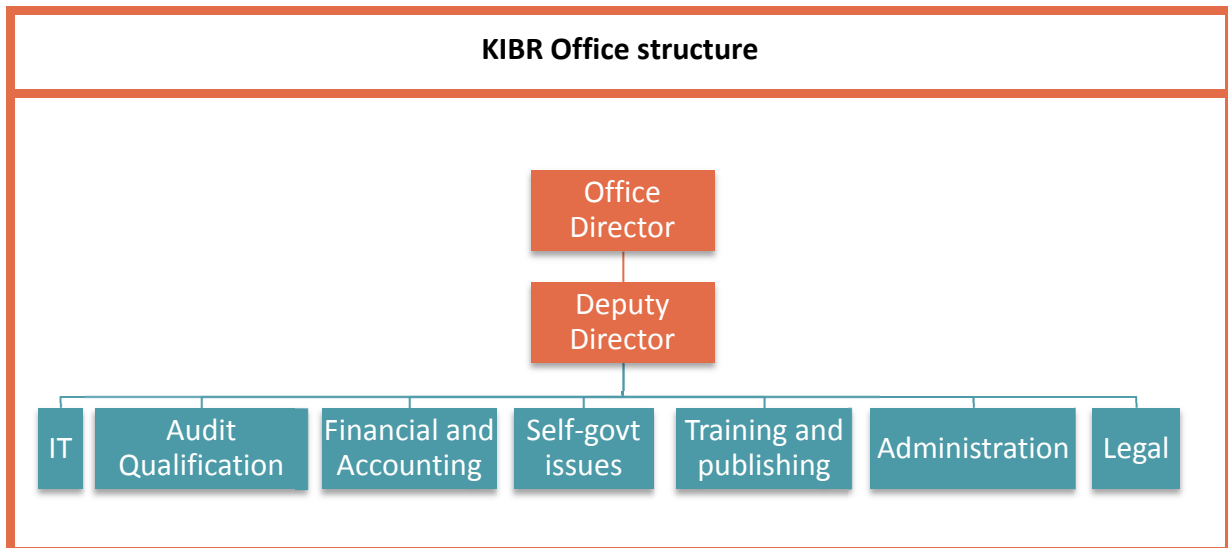 KIBR Office structure
Office
Director
Deputy
Director
IT
Audit
Qualification
Financial and
Accounting
Self-govt
issues
Training and
publishing
Administration
Legal